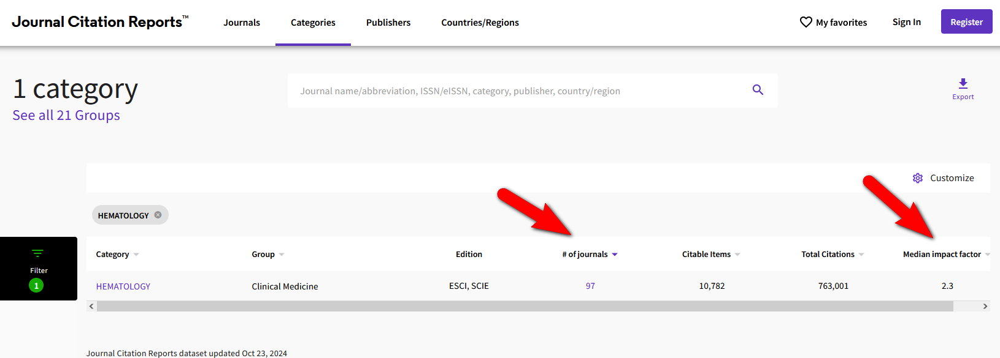 Journal Citation Reports™ Journals Categories Publishers Countries/Regions My favorites Sign In Register
1 category
Journal name/abbreviation, ISSN/eISSN, category, publisher, country/region
Export
See all 21 Groups
Customize
HEMATOLOGY
Filter
1
Category Group Edition # of journals Citable Items Total Citations Median impact factor
HEMATOLOGY Clinical Medicine ESCI, SCIE 97 10,782 763,001 2.3
Journal Citation Reports dataset updated Oct 23, 2024